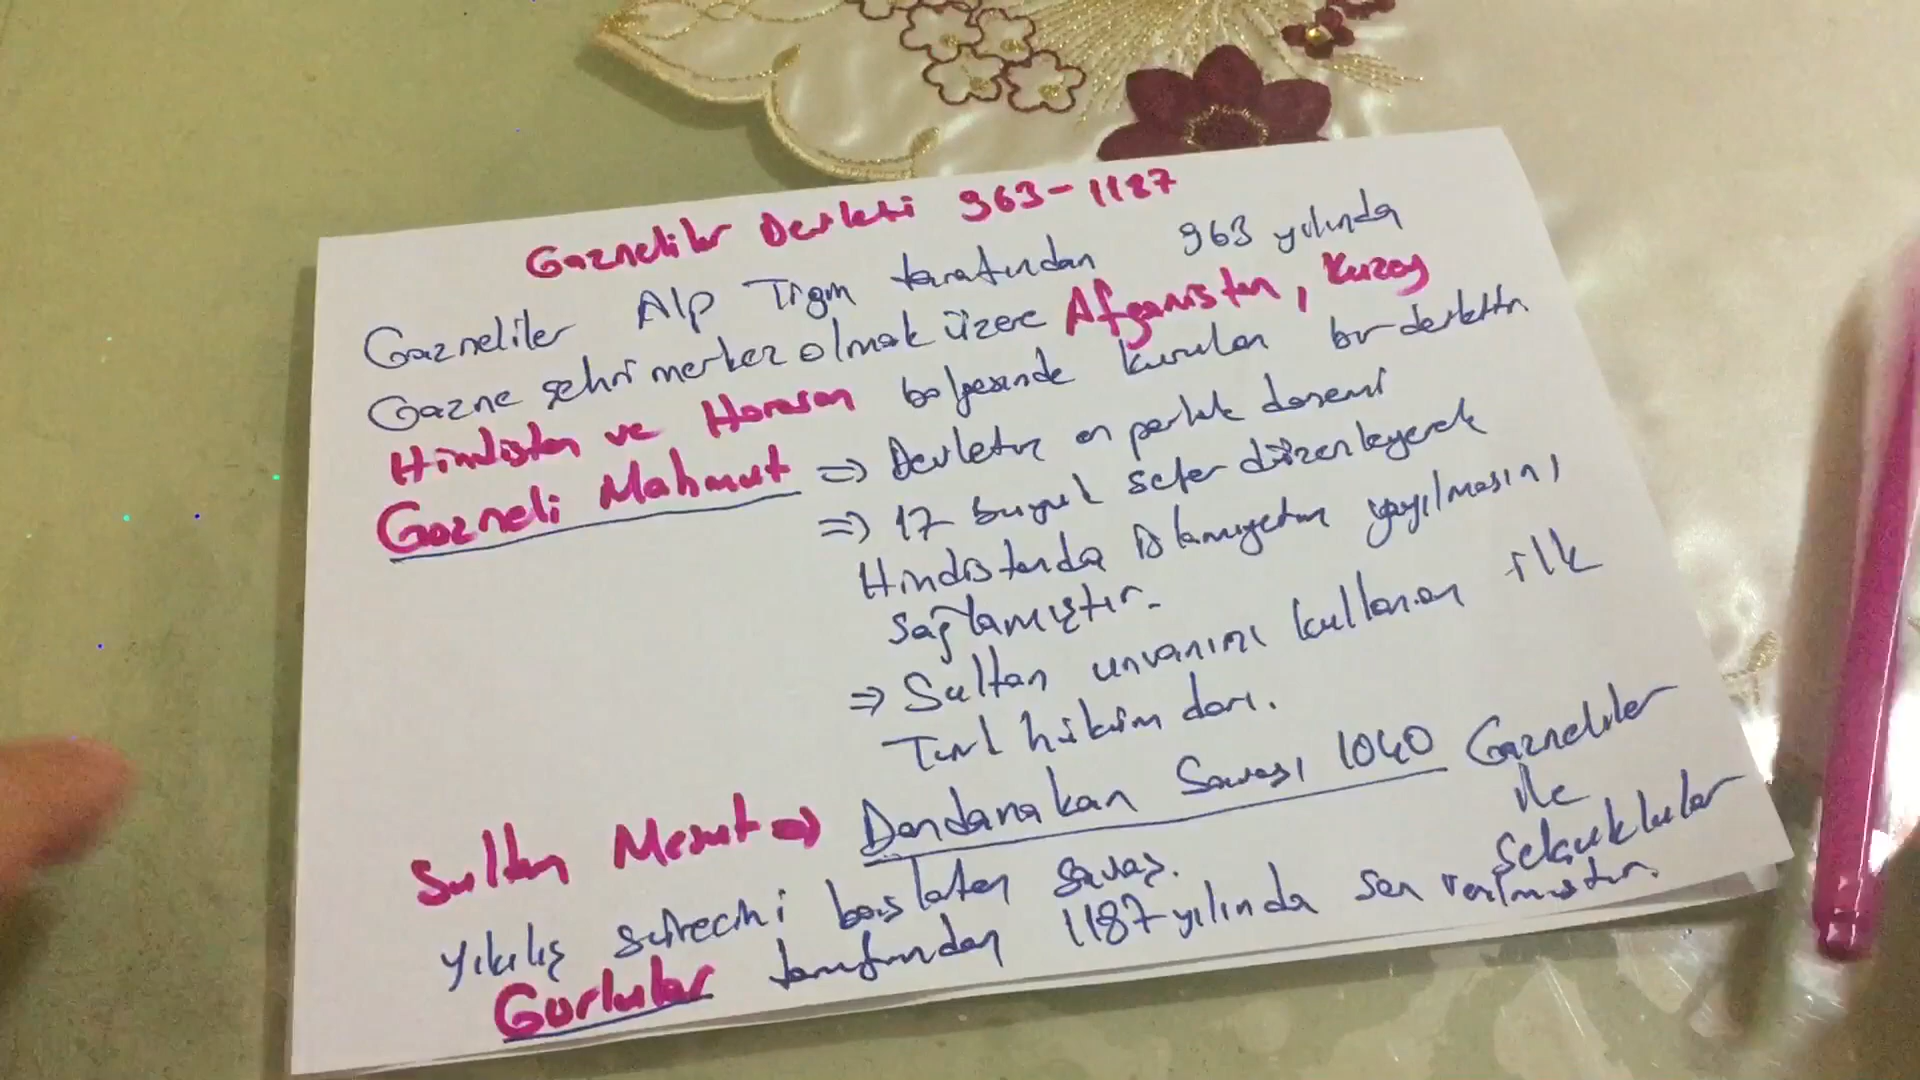 Gazneliler Devleti 963-1187
Gazneliler Alp Tigin tarafından 963 yılında
Gazne şehri merkez olmak üzere Afganistan, Kuzey
Hindistan ve Horasan bölgesinde kurulan bir devlettir
Gazneli Mahmut ⇒ Devletin en parlak dönemi
⇒ 17 büyük sefer düzenleyerek
Hindistanda İslamiyetin yayılmasını
sağlamıştır.
⇒ Sultan unvanını kullanan ilk
Türk hükümdarı.
Sultan Mesut ⇒ Dandanakan Savaşı 1040 Gazneliler
ile
Selçuklular
yıkılış sürecini başlatan savaş.
Gurlular tarafından 1187 yılında son verilmiştir.